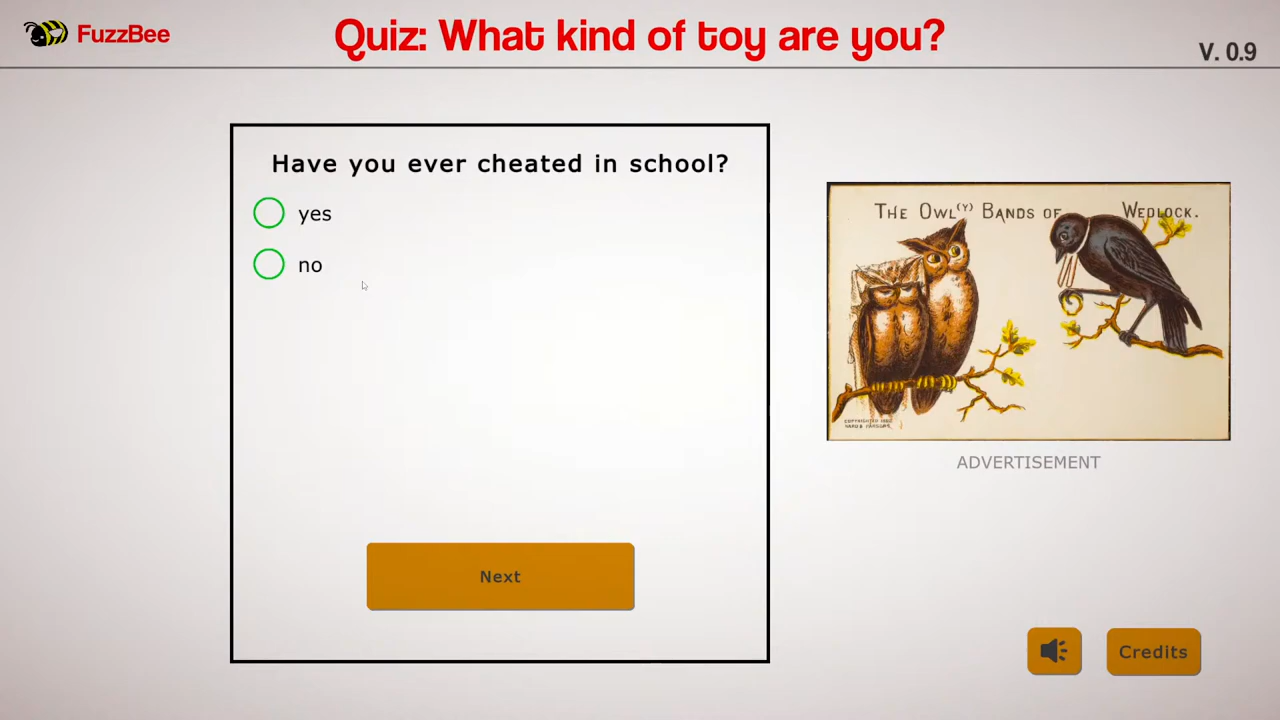 FuzzBee
Quiz: What kind of toy are you?
V. 0.9
Have you ever cheated in school?
yes
no
Next
THE OWL(Y) BANDS OF WEDLOCK.
ADVERTISEMENT
Credits